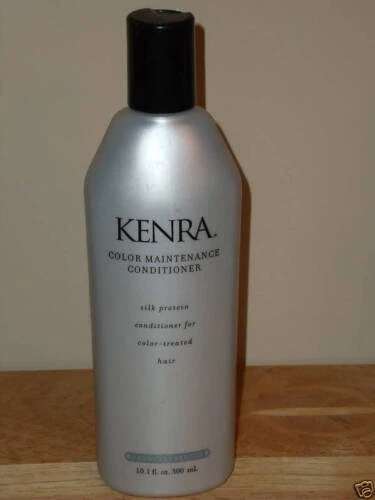 KENRA.
COLOR MAINTENANCE
CONDITIONER
silk protein
conditioner for
color-treated
hair
10.1 fl. oz. 300 mL